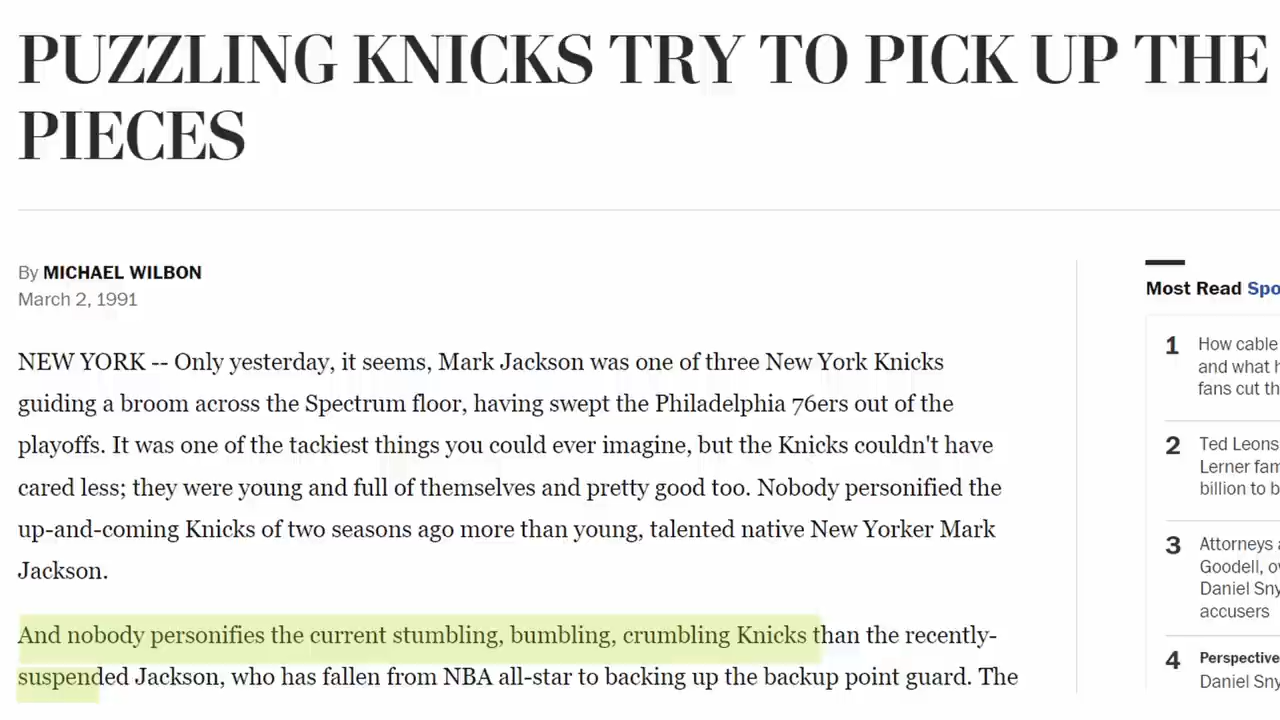 PUZZLING KNICKS TRY TO PICK UP THE
PIECES
By MICHAEL WILBON
March 2, 1991
NEW YORK -- Only yesterday, it seems, Mark Jackson was one of three New York Knicks
guiding a broom across the Spectrum floor, having swept the Philadelphia 76ers out of the
playoffs. It was one of the tackiest things you could ever imagine, but the Knicks couldn't have
cared less; they were young and full of themselves and pretty good too. Nobody personified the
up-and-coming Knicks of two seasons ago more than young, talented native New Yorker Mark
Jackson.
And nobody personifies the current stumbling, bumbling, crumbling Knicks than the recently-
suspended Jackson, who has fallen from NBA all-star to backing up the backup point guard. The
Most Read Spo
1 How cable
and what h
fans cut th
2 Ted Leons
Lerner fam
billion to b
3 Attorneys a
Goodell, o
Daniel Sny
accusers
4 Perspective
Daniel Sny